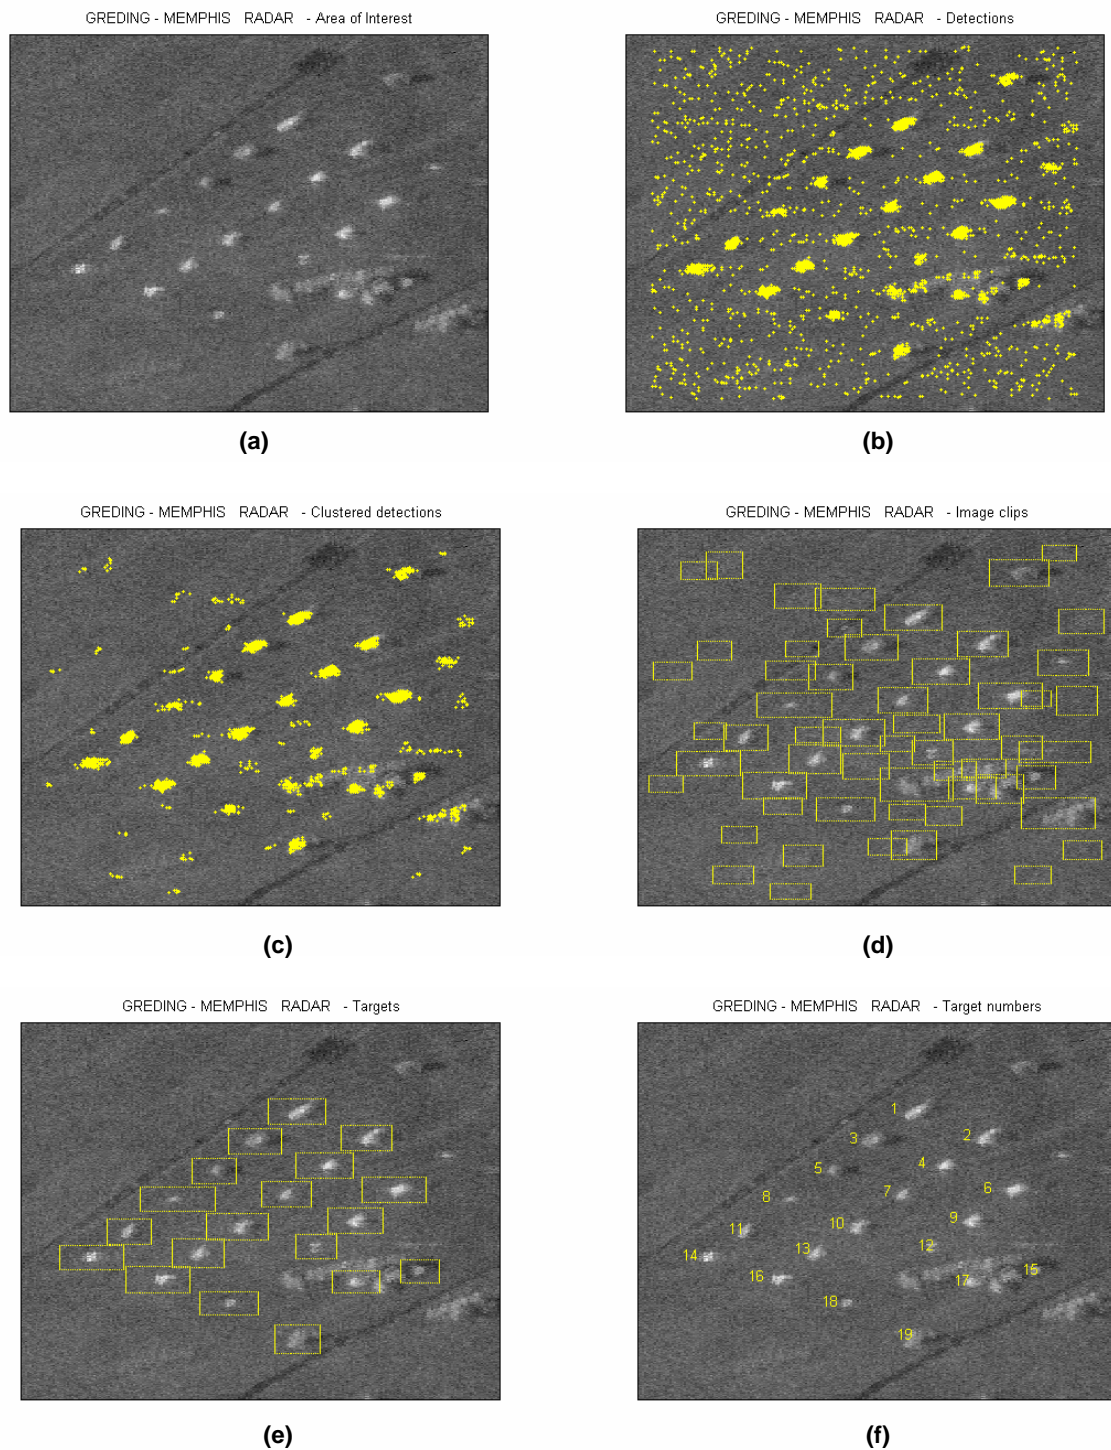 GREDING - MEMPHIS RADAR - Area of Interest
GREDING - MEMPHIS RADAR - Detections
(a)
(b)
GREDING - MEMPHIS RADAR - Clustered detections
GREDING - MEMPHIS RADAR - Image clips
(c)
(d)
GREDING - MEMPHIS RADAR - Targets
GREDING - MEMPHIS RADAR - Target numbers
1
3
2
5
4
8
7
6
11
10
9
14
13
12
16
17
15
18
19
(e)
(f)